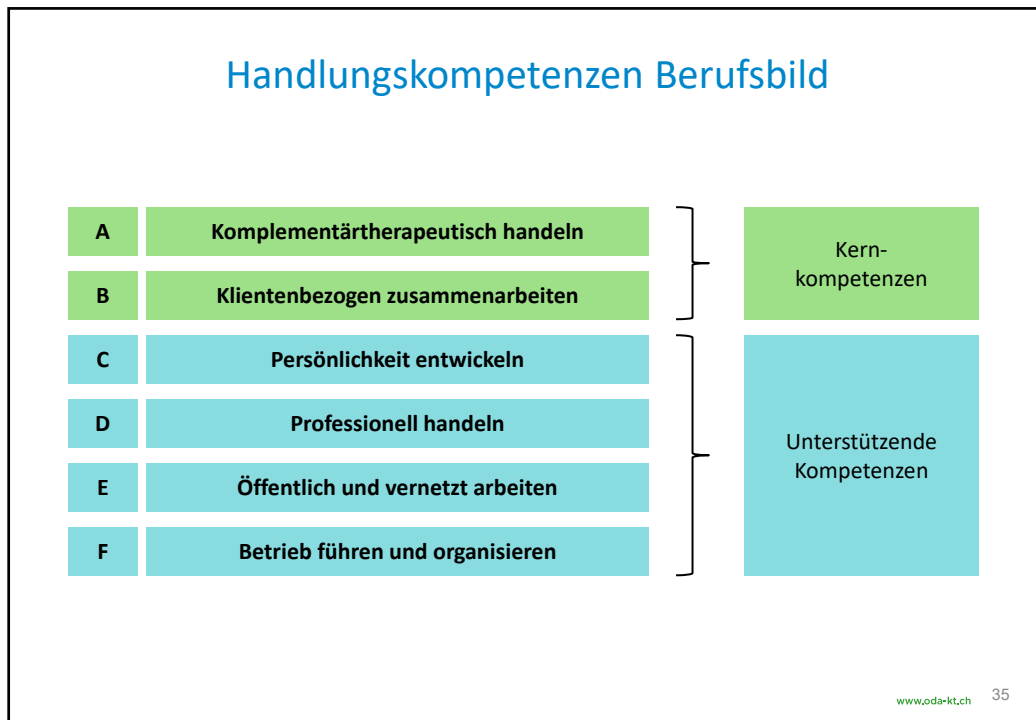 Handlungskompetenzen Berufsbild
A Komplementärtherapeutisch handeln
B Klientenbezogen zusammenarbeiten
Kern-
kompetenzen
C Persönlichkeit entwickeln
D Professionell handeln
E Öffentlich und vernetzt arbeiten
F Betrieb führen und organisieren
Unterstützende
Kompetenzen
www.oda-kt.ch 35